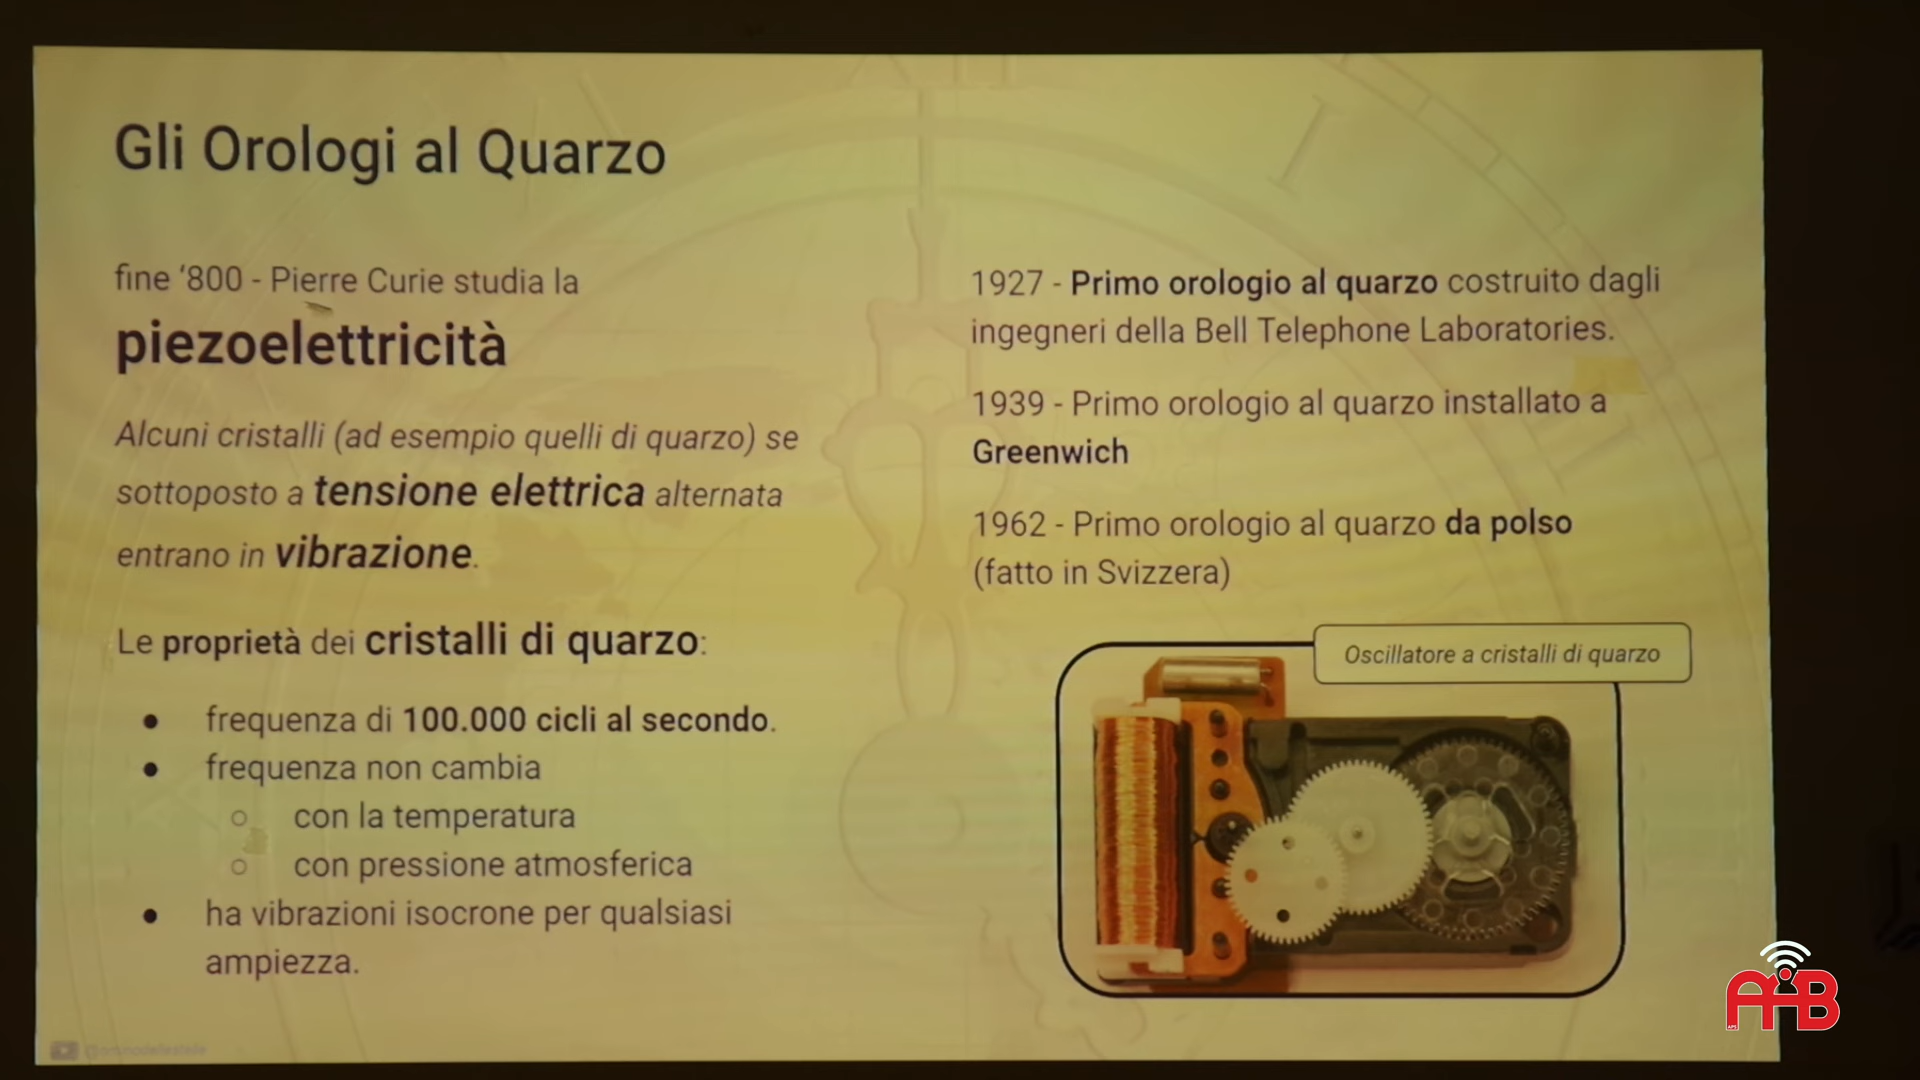 Gli Orologi al Quarzo
fine ‘800 - Pierre Curie studia la
piezoelettricità
Alcuni cristalli (ad esempio quelli di quarzo) se
sottoposto a tensione elettrica alternata
entrano in vibrazione.
Le proprietà dei cristalli di quarzo:
● frequenza di 100.000 cicli al secondo.
● frequenza non cambia
○ con la temperatura
○ con pressione atmosferica
● ha vibrazioni isocrone per qualsiasi
ampiezza.
1927 - Primo orologio al quarzo costruito dagli
ingegneri della Bell Telephone Laboratories.
1939 - Primo orologio al quarzo installato a
Greenwich
1962 - Primo orologio al quarzo da polso
(fatto in Svizzera)
Oscillatore a cristalli di quarzo